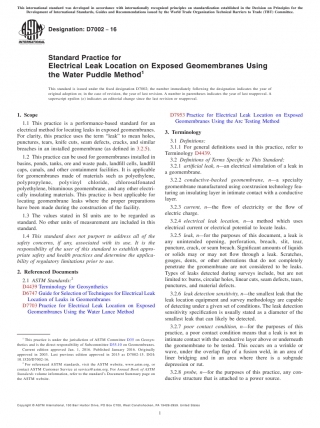 This international standard was developed in accordance with internationally recognized principles on standardization established in the Decision on Principles for the
Development of International Standards, Guides and Recommendations issued by the World Trade Organization Technical Barriers to Trade (TBT) Committee.
Designation: D7002 − 16
Standard Practice for
Electrical Leak Location on Exposed Geomembranes Using
the Water Puddle Method1
This standard is issued under the fixed designation D7002; the number immediately following the designation indicates the year of
original adoption or, in the case of revision, the year of last revision. A number in parentheses indicates the year of last reapproval. A
superscript epsilon (ε) indicates an editorial change since the last revision or reapproval.
1. Scope
1.1 This practice is a performance-based standard for an
electrical method for locating leaks in exposed geomembranes.
For clarity, this practice uses the term “leak” to mean holes,
punctures, tears, knife cuts, seam defects, cracks, and similar
breaches in an installed geomembrane (as defined in 3.2.5).
1.2 This practice can be used for geomembranes installed in
basins, ponds, tanks, ore and waste pads, landfill cells, landfill
caps, canals, and other containment facilities. It is applicable
for geomembranes made of materials such as polyethylene,
polypropylene, polyvinyl chloride, chlorosulfonated
polyethylene, bituminous geomembrane, and any other electri-
cally insulating materials. This practice is best applicable for
locating geomembrane leaks where the proper preparations
have been made during the construction of the facility.
1.3 The values stated in SI units are to be regarded as
standard. No other units of measurement are included in this
standard.
1.4 This standard does not purport to address all of the
safety concerns, if any, associated with its use. It is the
responsibility of the user of this standard to establish appro-
priate safety and health practices and determine the applica-
bility of regulatory limitations prior to use.
2. Referenced Documents
2.1 ASTM Standards:2
D4439 Terminology for Geosynthetics
D6747 Guide for Selection of Techniques for Electrical Leak
Location of Leaks in Geomembranes
D7703 Practice for Electrical Leak Location on Exposed
Geomembranes Using the Water Lance Method
1 This practice is under the jurisdiction of ASTM Committee D35 on Geosyn-
thetics and is the direct responsibility of Subcommittee D35.10 on Geomembranes.
Current edition approved Jan. 1, 2016. Published January 2016. Originally
approved in 2003. Last previous edition approved in 2015 as D7002–15. DOI:
10.1520/D7002-16.
2 For referenced ASTM standards, visit the ASTM website, www.astm.org, or
contact ASTM Customer Service at service@astm.org. For Annual Book of ASTM
Standards volume information, refer to the standard's Document Summary page on
the ASTM website.
D7953 Practice for Electrical Leak Location on Exposed
Geomembranes Using the Arc Testing Method
3. Terminology
3.1 Definitions:
3.1.1 For general definitions used in this practice, refer to
Terminology D4439.
3.2 Definitions of Terms Specific to This Standard:
3.2.1 artificial leak, n—an electrical simulation of a leak in
a geomembrane.
3.2.2 conductive-backed geomembrane, n—a specialty
geomembrane manufactured using coextrusion technology fea-
turing an insulating layer in intimate contact with a conductive
layer.
3.2.3 current, n—the flow of electricity or the flow of
electric charge.
3.2.4 electrical leak location, n—a method which uses
electrical current or electrical potential to locate leaks.
3.2.5 leak, n—for the purposes of this document, a leak is
any unintended opening, perforation, breach, slit, tear,
puncture, crack, or seam breach. Significant amounts of liquids
or solids may or may not flow through a leak. Scratches,
gouges, dents, or other aberrations that do not completely
penetrate the geomembrane are not considered to be leaks.
Types of leaks detected during surveys include, but are not
limited to: burns, circular holes, linear cuts, seam defects, tears,
punctures, and material defects.
3.2.6 leak detection sensitivity, n—the smallest leak that the
leak location equipment and survey methodology are capable
of detecting under a given set of conditions. The leak detection
sensitivity specification is usually stated as a diameter of the
smallest leak that can likely be detected.
3.2.7 poor contact condition, n—for the purposes of this
practice, a poor contact condition means that a leak is not in
intimate contact with the conductive layer above or underneath
the geomembrane to be tested. This occurs on a wrinkle or
wave, under the overlap flap of a fusion weld, in an area of
liner bridging and in an area where there is a subgrade
depression or rut.
3.2.8 probe, n—for the purposes of this practice, any con-
ductive structure that is attached to a power source.
Copyright © ASTM International, 100 Barr Harbor Drive, PO Box C700, West Conshohocken, PA 19428-2959. United States
1